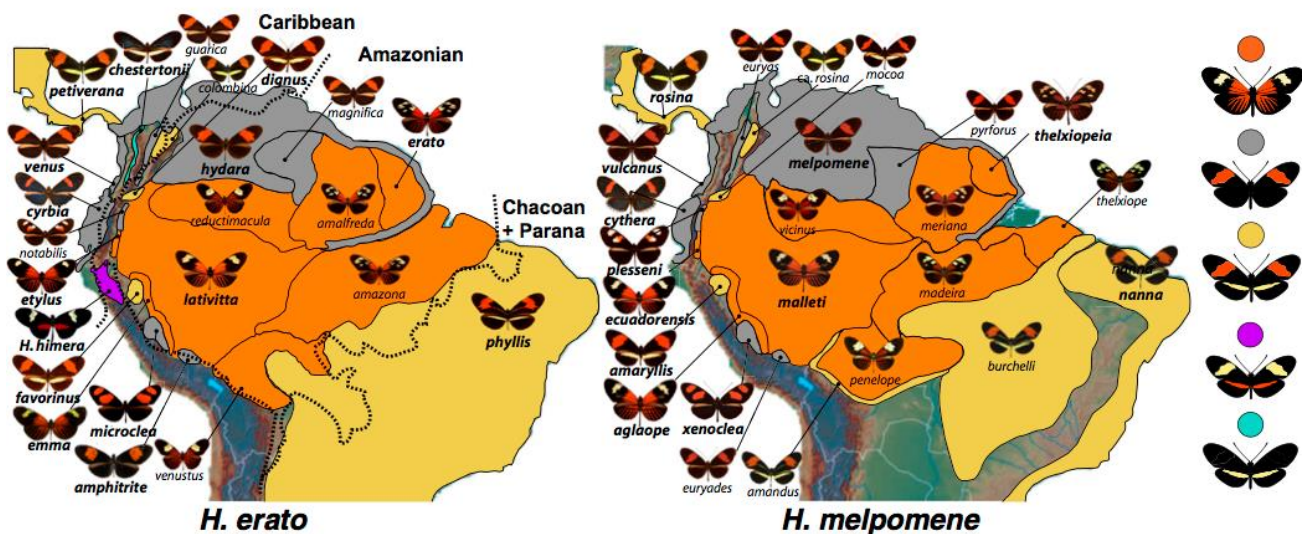 Caribbean
Amazonian
guarica
chestertonii
petiverana
colombina
dignus
magnifica
erato
hydara
venus
cyrbia
reductimacula
amalfreda
notabilis
Chacoan
+ Parana
etylus
lativitta
amazona
H. himera
phyllis
favorinus
emma
microclea
venustus
amphitrite
H. erato
euryas
ca. rosina
mocoa
rosina
pyrforus
thelxiopeia
vulcanus
melpomene
cythera
thelxiope
vicinus
meriana
plesseni
nanna
nanna
malleti
madeira
ecuadorensis
amaryllis
burchelli
penelope
aglaope
xenoclea
euryades
amandus
H. melpomene